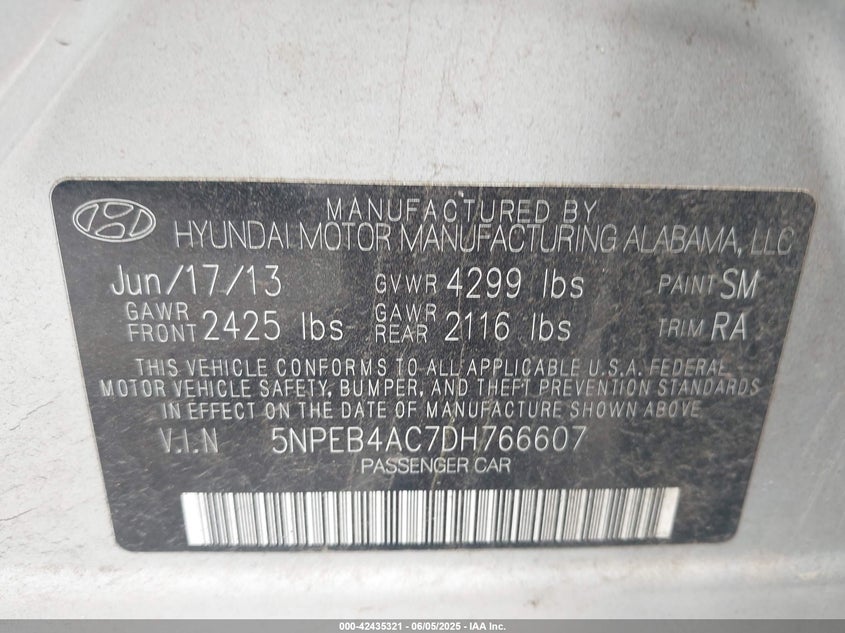 MANUFACTURED BY
HYUNDAI MOTOR MANUFACTURING ALABAMA, LLC
Jun/17/13 GVWR 4299 lbs PAINT SM
GAWR FRONT 2425 lbs GAWR REAR 2116 lbs TRIM RA
THIS VEHICLE CONFORMS TO ALL APPLICABLE U.S.A. FEDERAL
MOTOR VEHICLE SAFETY, BUMPER, AND THEFT PREVENTION STANDARDS
IN EFFECT ON THE DATE OF MANUFACTURE SHOWN ABOVE.
V.I.N 5NPEB4AC7DH766607
PASSENGER CAR
000-42435321 - 06/05/2025 - IAA Inc.